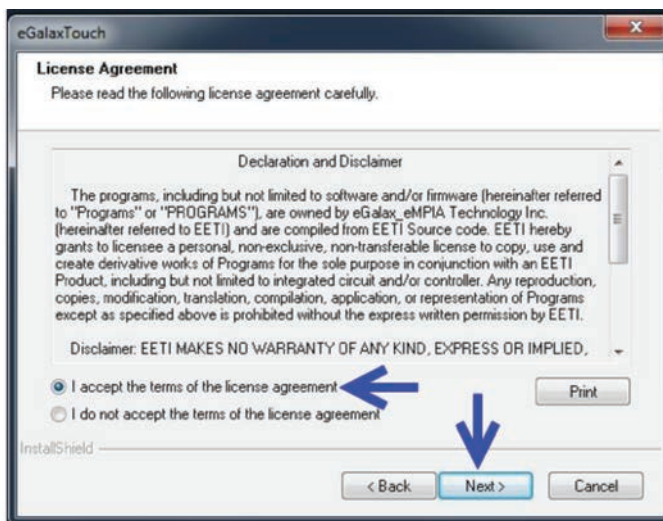 eGalaxTouch
License Agreement
Please read the following license agreement carefully.
Declaration and Disclaimer
The programs, including but not limited to software and/or firmware (hereinafter referred
to "Programs" or "PROGRAMS"), are owned by eGalax_eMPIA Technology Inc.
(hereinafter referred to EETI) and are compiled from EETI Source code. EETI hereby
grants to licensee a personal, non-exclusive, non-transferable license to copy, use and
create derivative works of Programs for the sole purpose in conjunction with an EETI
Product, including but not limited to integrated circuit and/or controller. Any reproduction,
copies, modification, translation, compilation, application, or representation of Programs
except as specified above is prohibited without the express written permission by EETI.
Disclaimer: EETI MAKES NO WARRANTY OF ANY KIND, EXPRESS OR IMPLIED,
I accept the terms of the license agreement
Print
I do not accept the terms of the license agreement
InstallShield
< Back Next > Cancel